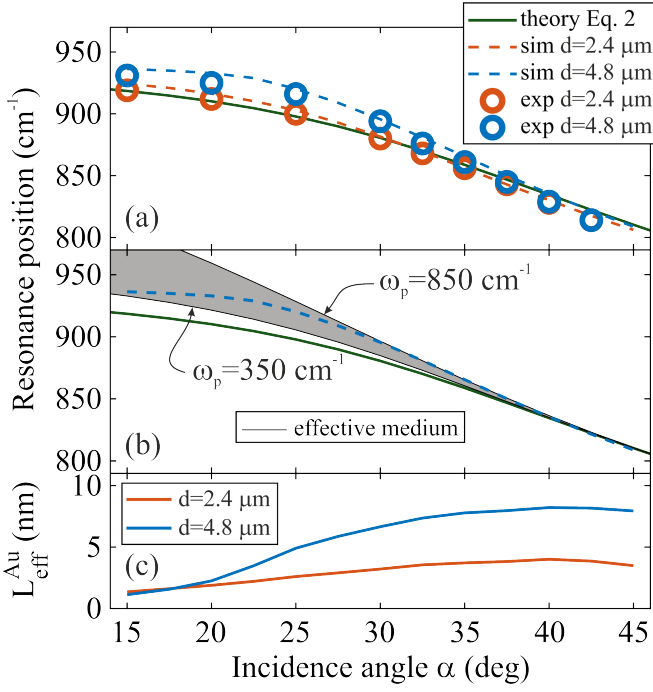 theory Eq. 2
sim d=2.4 μm
sim d=4.8 μm
exp d=2.4 μm
exp d=4.8 μm
950
900
850
800
(a)
Resonance position (cm⁻¹)
950
900
850
800
ωp=850 cm⁻¹
ωp=350 cm⁻¹
effective medium
(b)
10
5
0
L_eff^Au (nm)
d=2.4 μm
d=4.8 μm
(c)
15 20 25 30 35 40 45
Incidence angle α (deg)